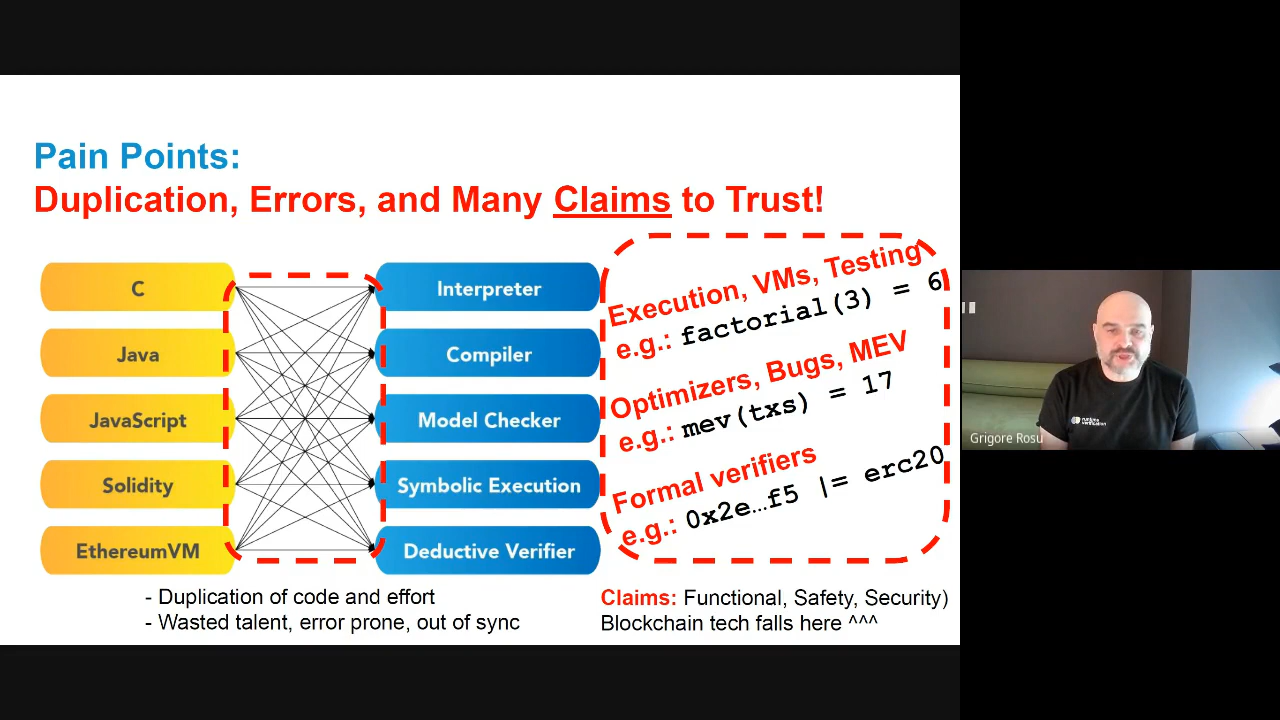 Pain Points:
Duplication, Errors, and Many Claims to Trust!
C
Java
JavaScript
Solidity
EthereumVM
Interpreter
Compiler
Model Checker
Symbolic Execution
Deductive Verifier
Execution, VMs, Testing
e.g.: factorial(3) = 6
Optimizers, Bugs, MEV
e.g.: mev(txs) = 17
Formal verifiers
e.g.: 0x2e…f5 |= erc20
- Duplication of code and effort
- Wasted talent, error prone, out of sync
Claims: Functional, Safety, Security)
Blockchain tech falls here ^^^
runtime
verification
Grigore Rosu